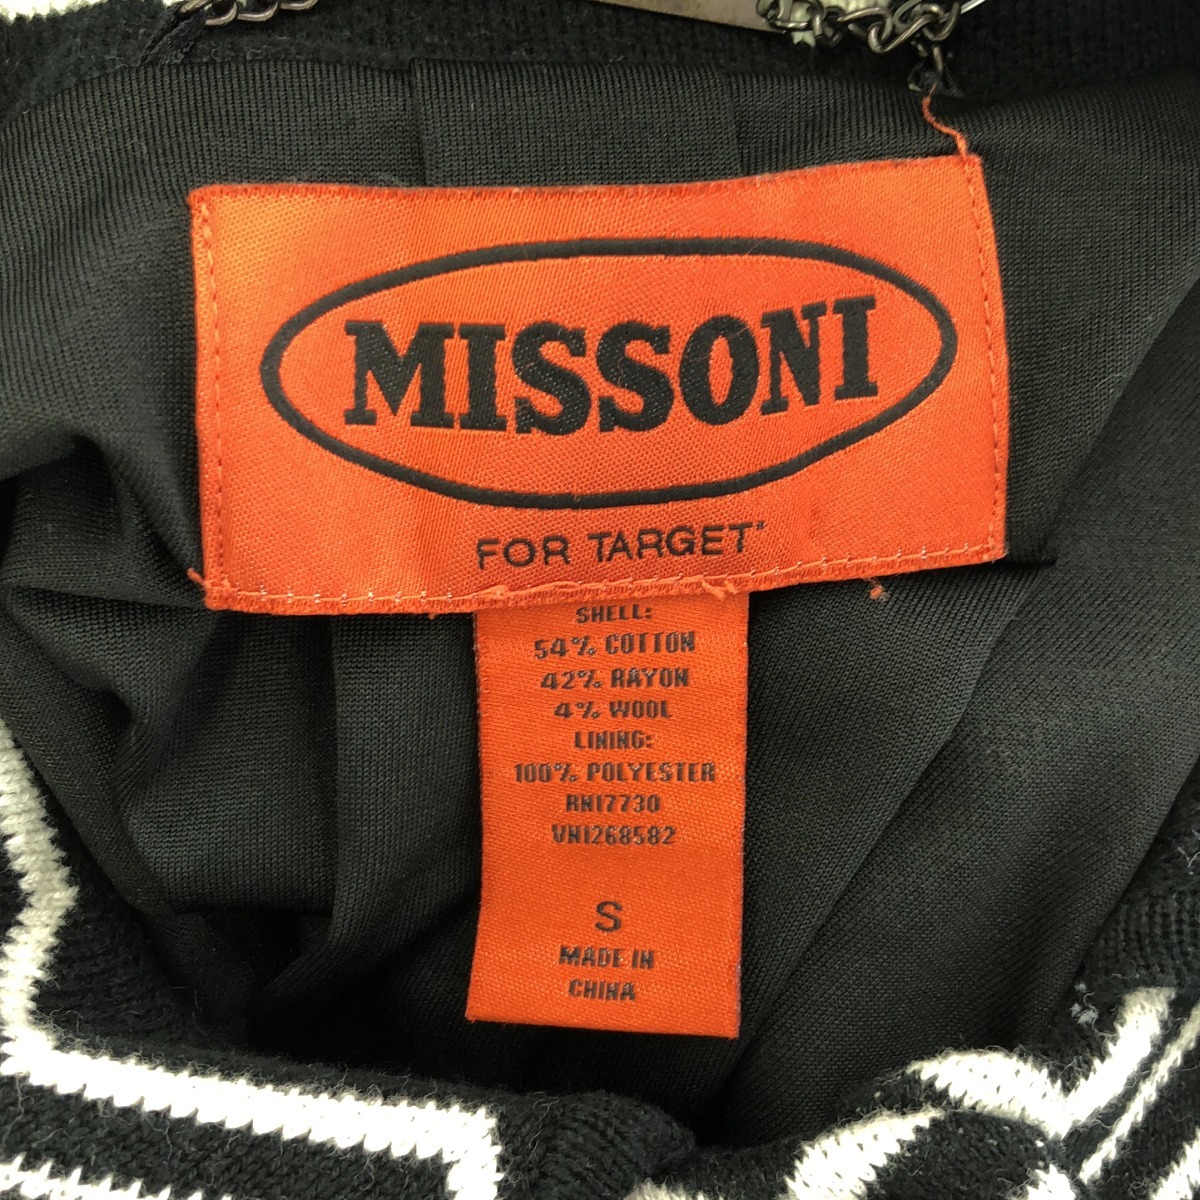 MISSONI
FOR TARGET*
SHELL:
54% COTTON
42% RAYON
4% WOOL
LINING:
100% POLYESTER
RN17730
VN1268582
S
MADE IN
CHINA